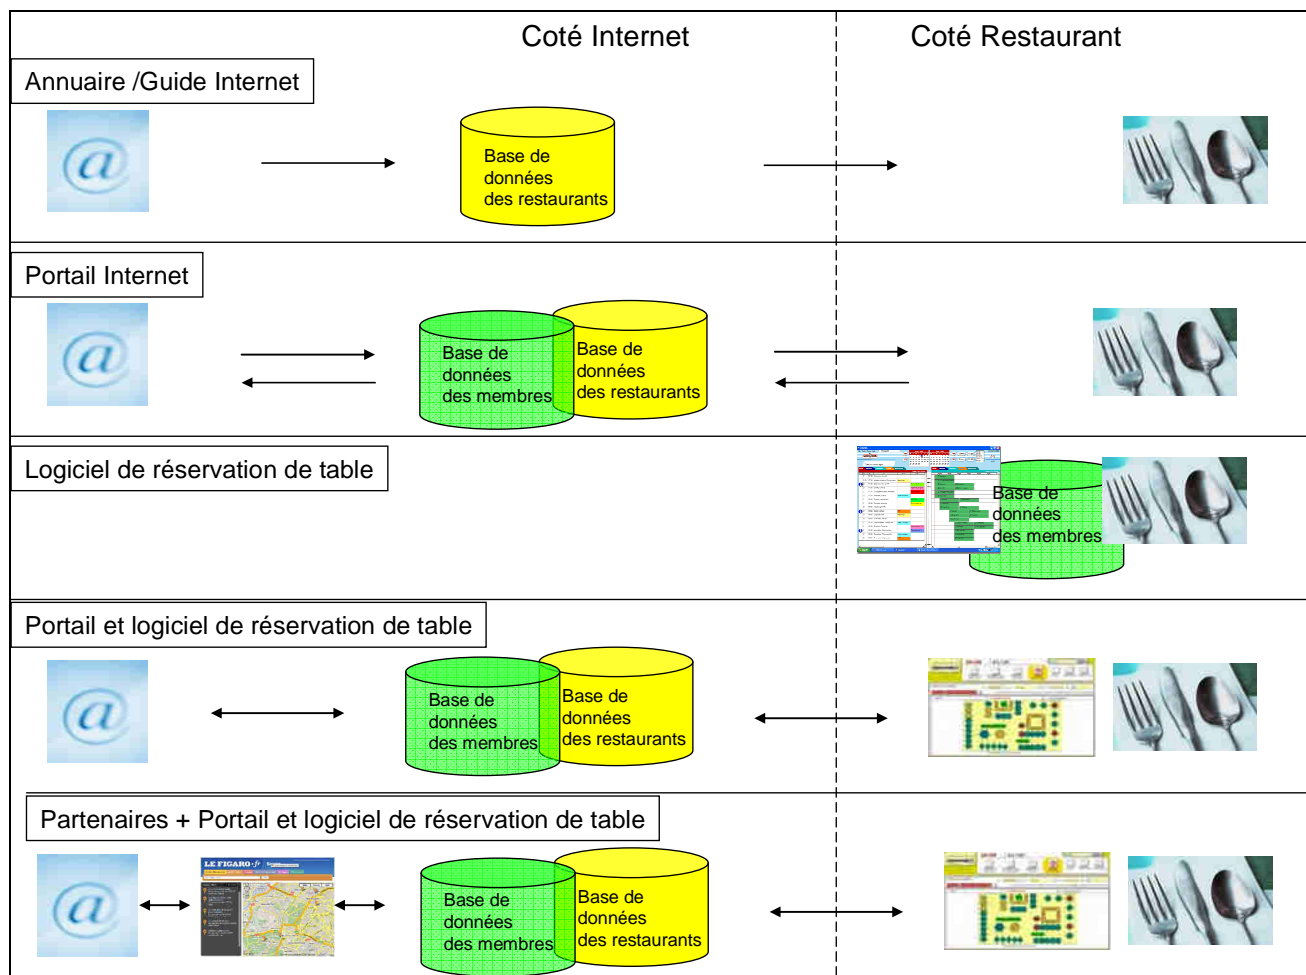 Coté Internet
Coté Restaurant
Annuaire /Guide Internet
Base de
données
des restaurants
Portail Internet
Base de
données
des membres
Base de
données
des restaurants
Logiciel de réservation de table
Base de
données
des membres
Portail et logiciel de réservation de table
Base de
données
des membres
Base de
données
des restaurants
Partenaires + Portail et logiciel de réservation de table
LE FIGARO·fr
Base de
données
des membres
Base de
données
des restaurants